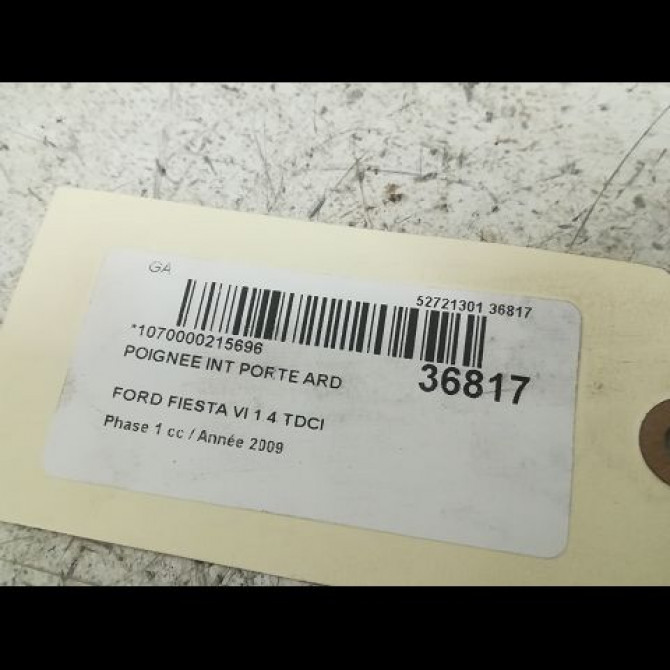 GA
52721301 36817
*1070000215696
POIGNEE INT PORTE ARD
36817
FORD FIESTA VI 1 4 TDCI
Phase 1 cc / Année 2009